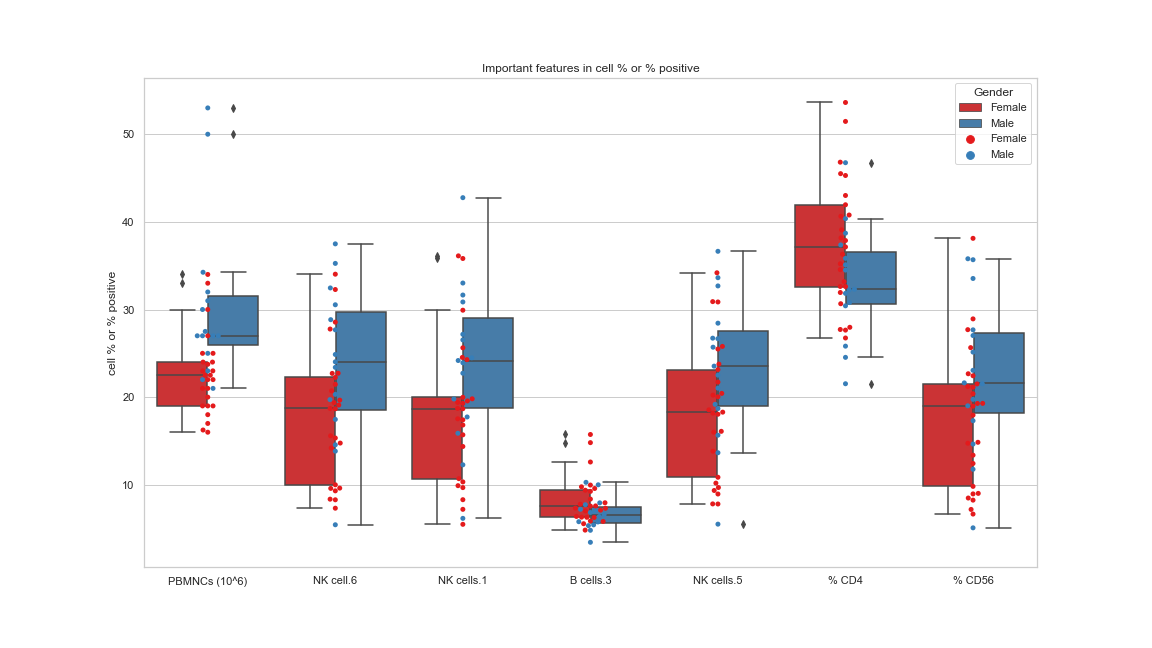 Important features in cell % or % positive
Gender
Female
Male
Female
Male
cell % or % positive
50
40
30
20
10
PBMNCs (10^6) NK cell.6 NK cells.1 B cells.3 NK cells.5 % CD4 % CD56